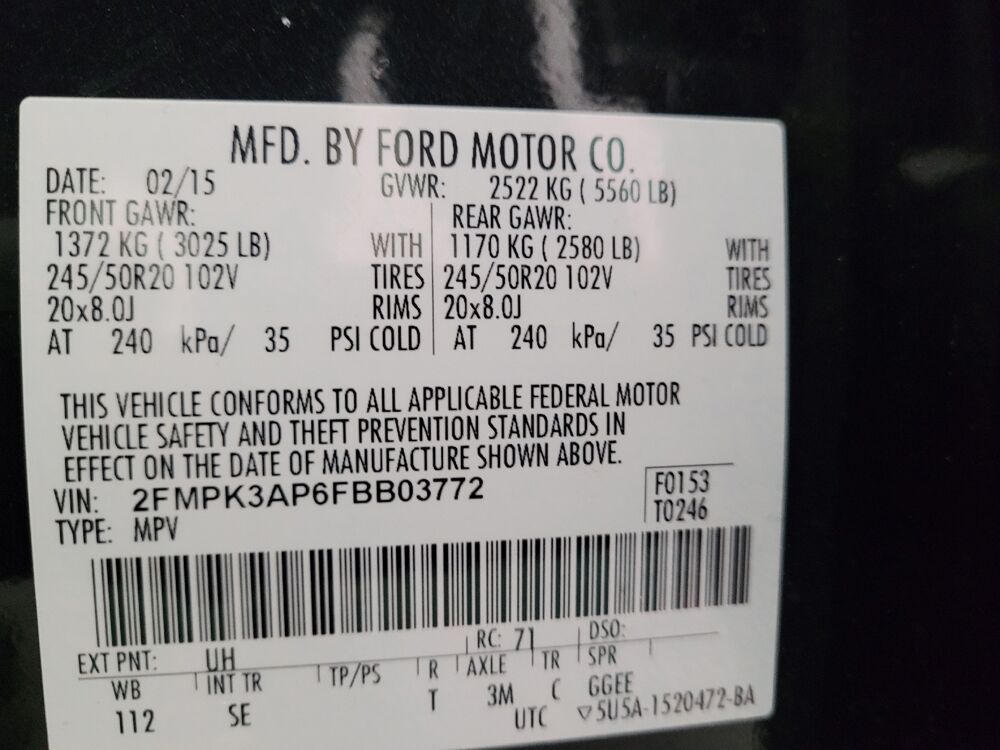 MFD. BY FORD MOTOR CO.
DATE: 02/15 GVWR: 2522 KG ( 5560 LB)
FRONT GAWR: REAR GAWR:
1372 KG ( 3025 LB) WITH 1170 KG ( 2580 LB) WITH
245/50R20 102V TIRES 245/50R20 102V TIRES
20x8.0J RIMS 20x8.0J RIMS
AT 240 kPa/ 35 PSI COLD AT 240 kPa/ 35 PSI COLD
THIS VEHICLE CONFORMS TO ALL APPLICABLE FEDERAL MOTOR
VEHICLE SAFETY AND THEFT PREVENTION STANDARDS IN
EFFECT ON THE DATE OF MANUFACTURE SHOWN ABOVE.
VIN: 2FMPK3AP6FBB03772 F0153
TYPE: MPV T0246
EXT PNT: UH RC: 71 DSO:
WB INT TR TP/PS R AXLE TR SPR
112 SE T 3M C GGEE
UTC ▽5U5A-1520472-BA